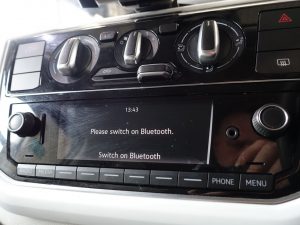 13:43
Please switch on Bluetooth.
Switch on Bluetooth
PHONE MENU